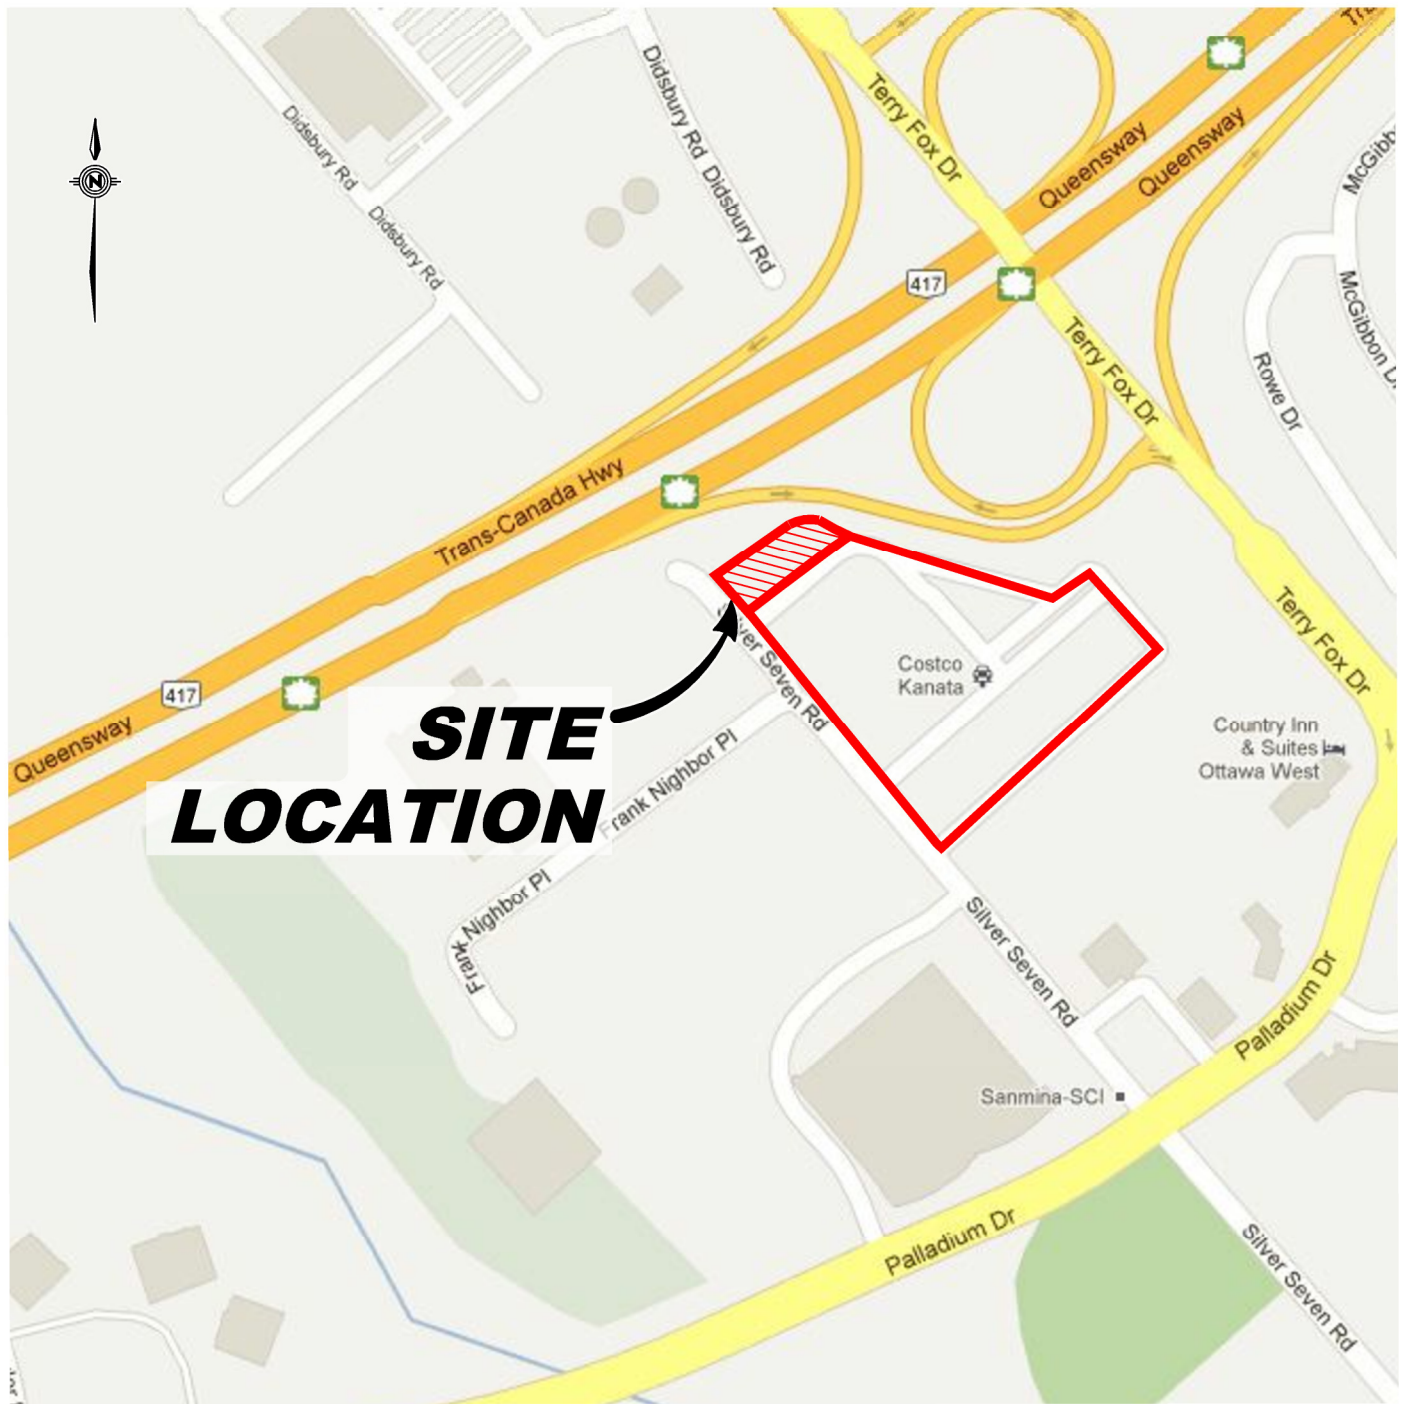 Tra
Didsbury Rd
Didsbury Rd
Didsbury Rd
Didsbury Rd
Terry Fox Dr
Queensway
Queensway
McGibb
N
417
McGibbon D
Terry Fox Dr
Rowe Dr
Trans-Canada Hwy
Terry Fox Dr
417
Queensway
Silver Seven Rd
Costco
Kanata
SITE
LOCATION
Frank Nighbor Pl
Country Inn
& Suites
Ottawa West
Frank Nighbor Pl
Silver Seven Rd
Palladium Dr
Sanmina-SCI
Palladium Dr
Silver Seven Rd